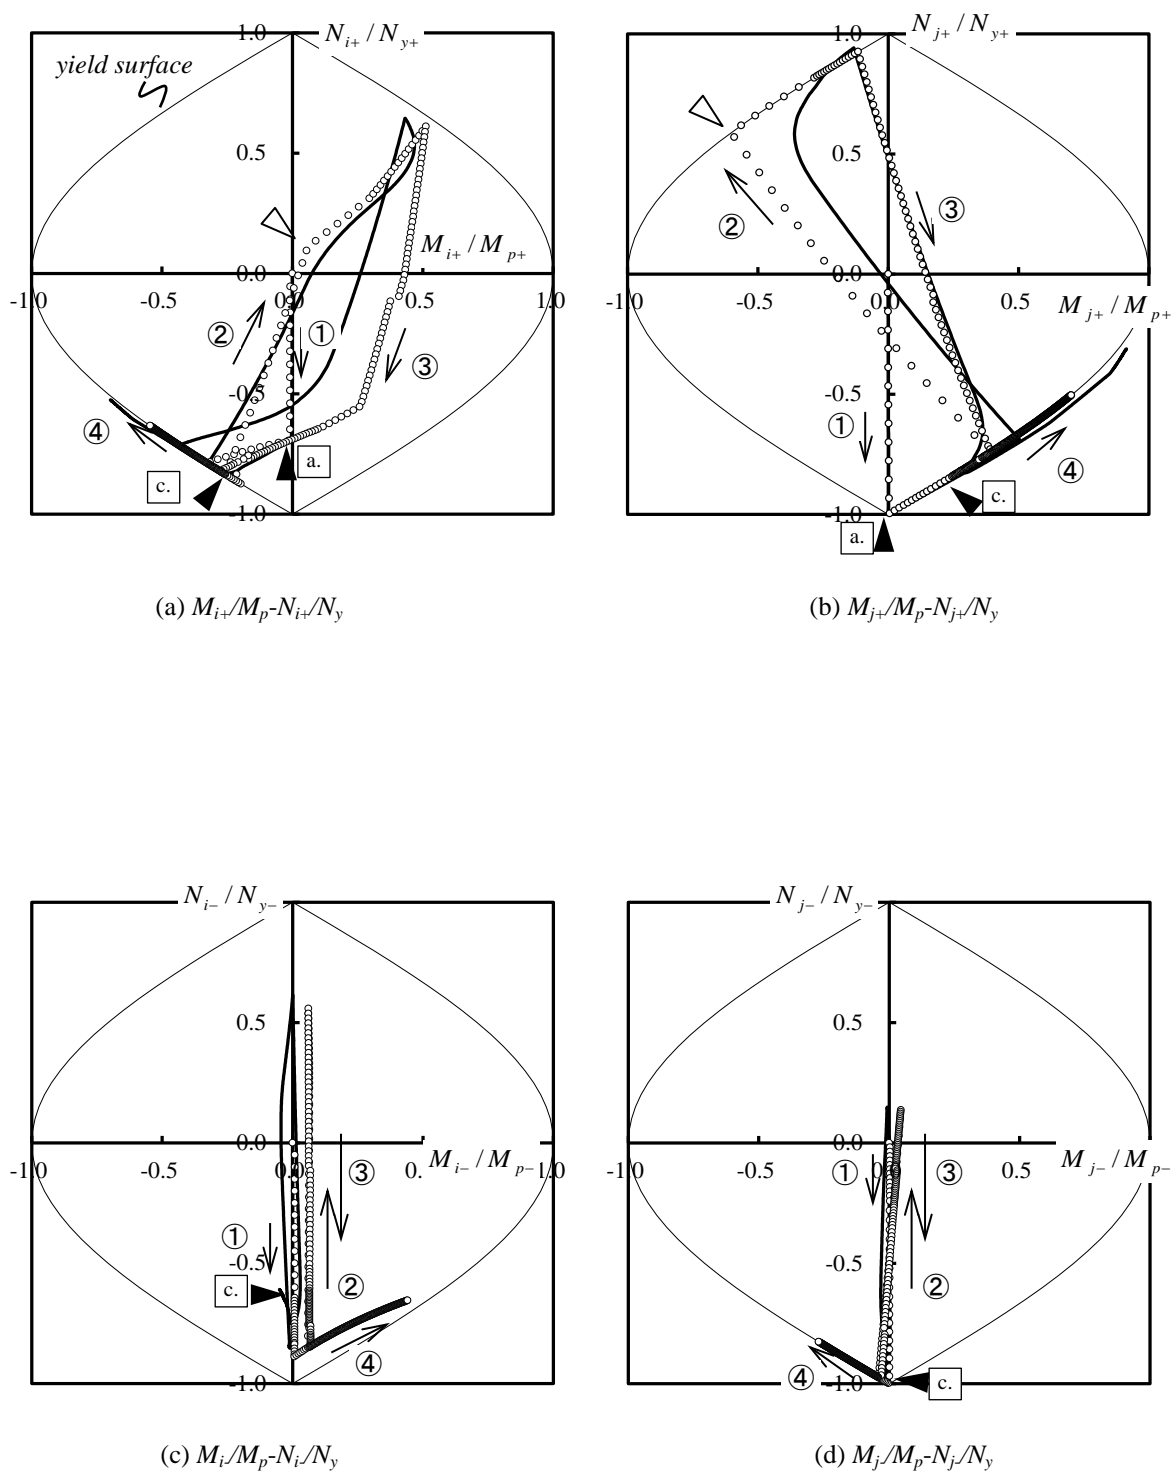 1.0
N_{i+} / N_{y+}
yield surface
0.5
M_{i+} / M_{p+}
0.0
-1.0
-0.5
0.0
0.5
1.0
②
①
③
-0.5
④
c.
a.
-1.0
(a) M_{i+}/M_p-N_{i+}/N_y
N_{j+} / N_{y+}
1.0
0.5
③
②
0.0
-1.0
-0.5
0.0
0.5
M_{j+} / M_{p+}
-0.5
①
④
c.
-1.0
a.
(b) M_{j+}/M_p-N_{j+}/N_y
N_{i-} / N_{y-}
0.5
0.0
-1.0
-0.5
0.0
M_{i-} / M_{p-}
1.0
③
①
-0.5
c.
②
④
-1.0
(c) M_{i-}/M_p-N_{i-}/N_y
N_{j-} / N_{y-}
0.5
0.0
-1.0
-0.5
0.0
0.5
M_{j-} / M_{p-}
①
③
-0.5
②
④
-1.0
c.
(d) M_{j-}/M_p-N_{j-}/N_y